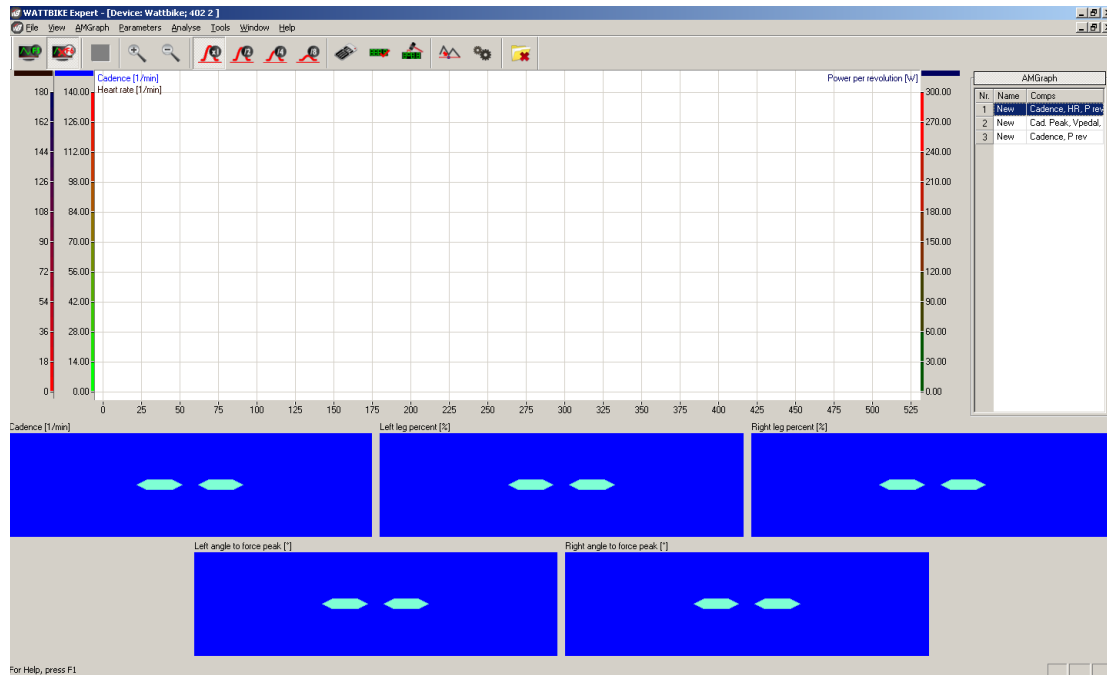 WATTBIKE Expert - [Device: Wattbike; 402 2 ]
File View AMGraph Parameters Analyse Tools Window Help
x1 f2 f4 f8
Cadence [1/min] Power per revolution [W]
Heart rate [1/min]
AMGraph
Nr. Name Comps
1 New Cadence, HR, P rev
2 New Cad. Peak, Vpedal,
3 New Cadence, P rev
180 140.00 300.00
162 126.00 270.00
144 112.00 240.00
126 98.00 210.00
108 84.00 180.00
90 70.00 150.00
72 56.00 120.00
54 42.00 90.00
36 28.00 60.00
18 14.00 30.00
0 0.00 0.00
0 25 50 75 100 125 150 175 200 225 250 275 300 325 350 375 400 425 450 475 500 525
Cadence [1/min] Left leg percent [%] Right leg percent [%]
Left angle to force peak [°] Right angle to force peak [°]
For Help, press F1